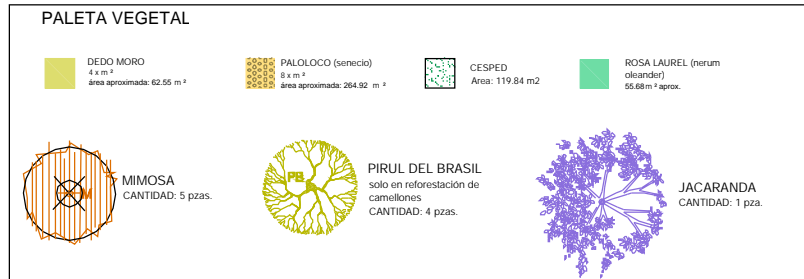 PALETA VEGETAL
DEDO MORO
4 x m ²
área aproximada: 62.55 m ²
PALOLOCO (senecio)
8 x m ²
área aproximada: 264.92 m ²
CESPED
Area: 119.84 m2
ROSA LAUREL (nerum
oleander)
55.68 m ² aprox.
M
MIMOSA
CANTIDAD: 5 pzas.
PB
PIRUL DEL BRASIL
solo en reforestación de
camellones
CANTIDAD: 4 pzas.
JACARANDA
CANTIDAD: 1 pza.